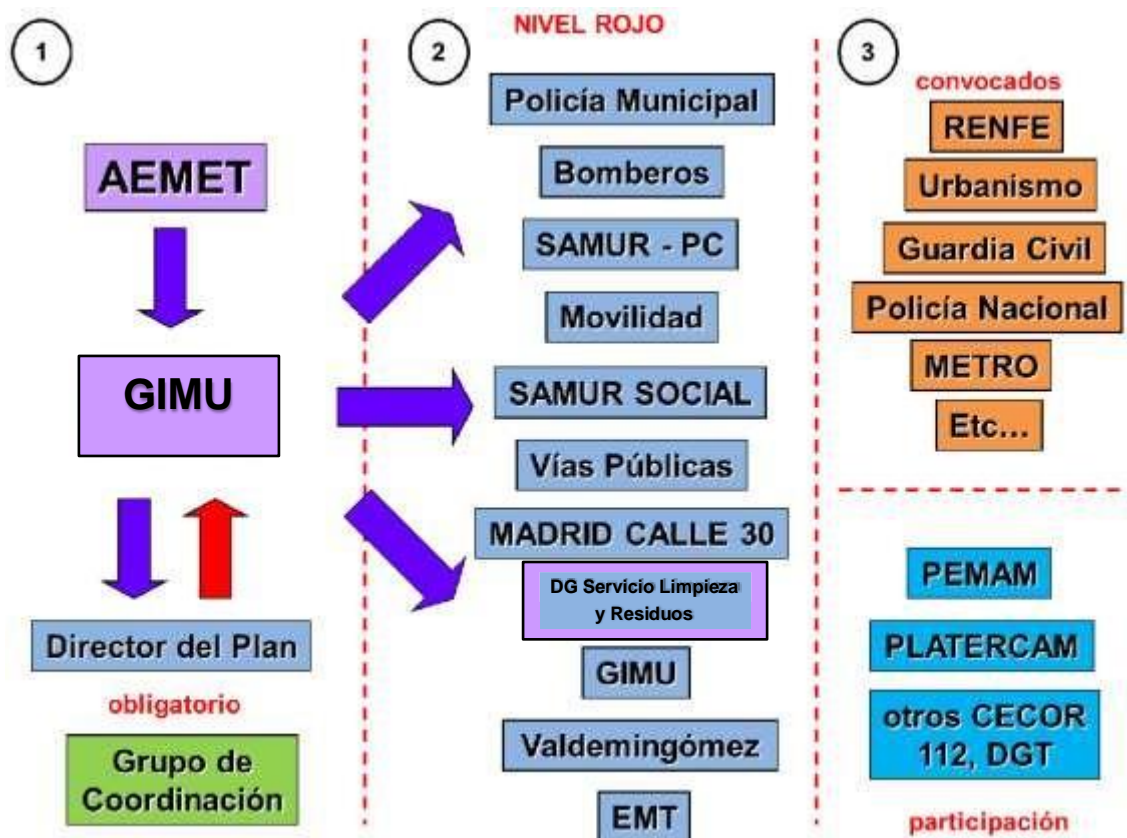 1
AEMET
GIMU
Director del Plan
obligatorio
Grupo de
Coordinación
NIVEL ROJO
2
Policía Municipal
Bomberos
SAMUR - PC
Movilidad
SAMUR SOCIAL
Vías Públicas
MADRID CALLE 30
DG Servicio Limpieza
y Residuos
GIMU
Valdemingómez
EMT
3
convocados
RENFE
Urbanismo
Guardia Civil
Policía Nacional
METRO
Etc...
PEMAM
PLATERCAM
otros CECOR
112, DGT
participación